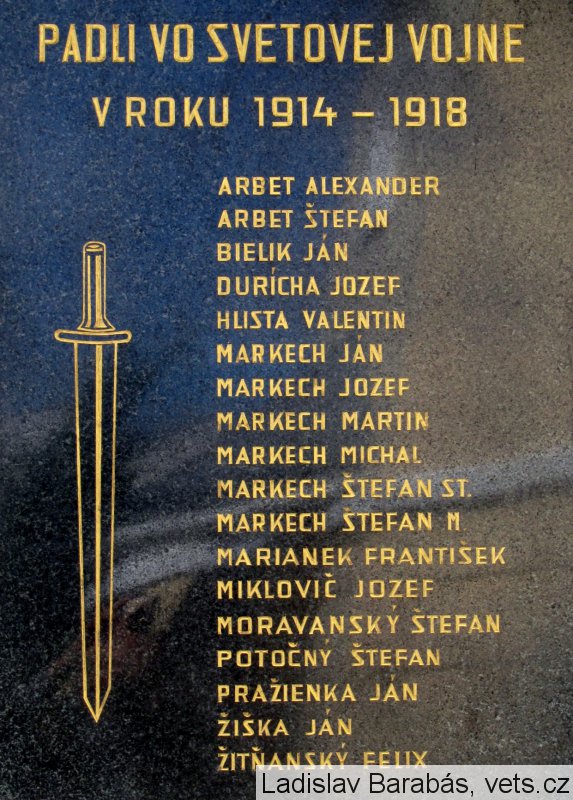 PADLI VO SVETOVEJ VOJNE
V ROKU 1914 – 1918
ARBET ALEXANDER
ARBET ŠTEFAN
BIELIK JÁN
DURÍCHA JOZEF
HLISTA VALENTIN
MARKECH JÁN
MARKECH JOZEF
MARKECH MARTIN
MARKECH MICHAL
MARKECH ŠTEFAN ST.
MARKECH ŠTEFAN M.
MARIANEK FRANTIŠEK
MIKLOVIČ JOZEF
MORAVANSKÝ ŠTEFAN
POTOČNÝ ŠTEFAN
PRAŽIENKA JÁN
ŽIŠKA JÁN
ŽITŇANSKÝ FELIX
Ladislav Barabás, vets.cz